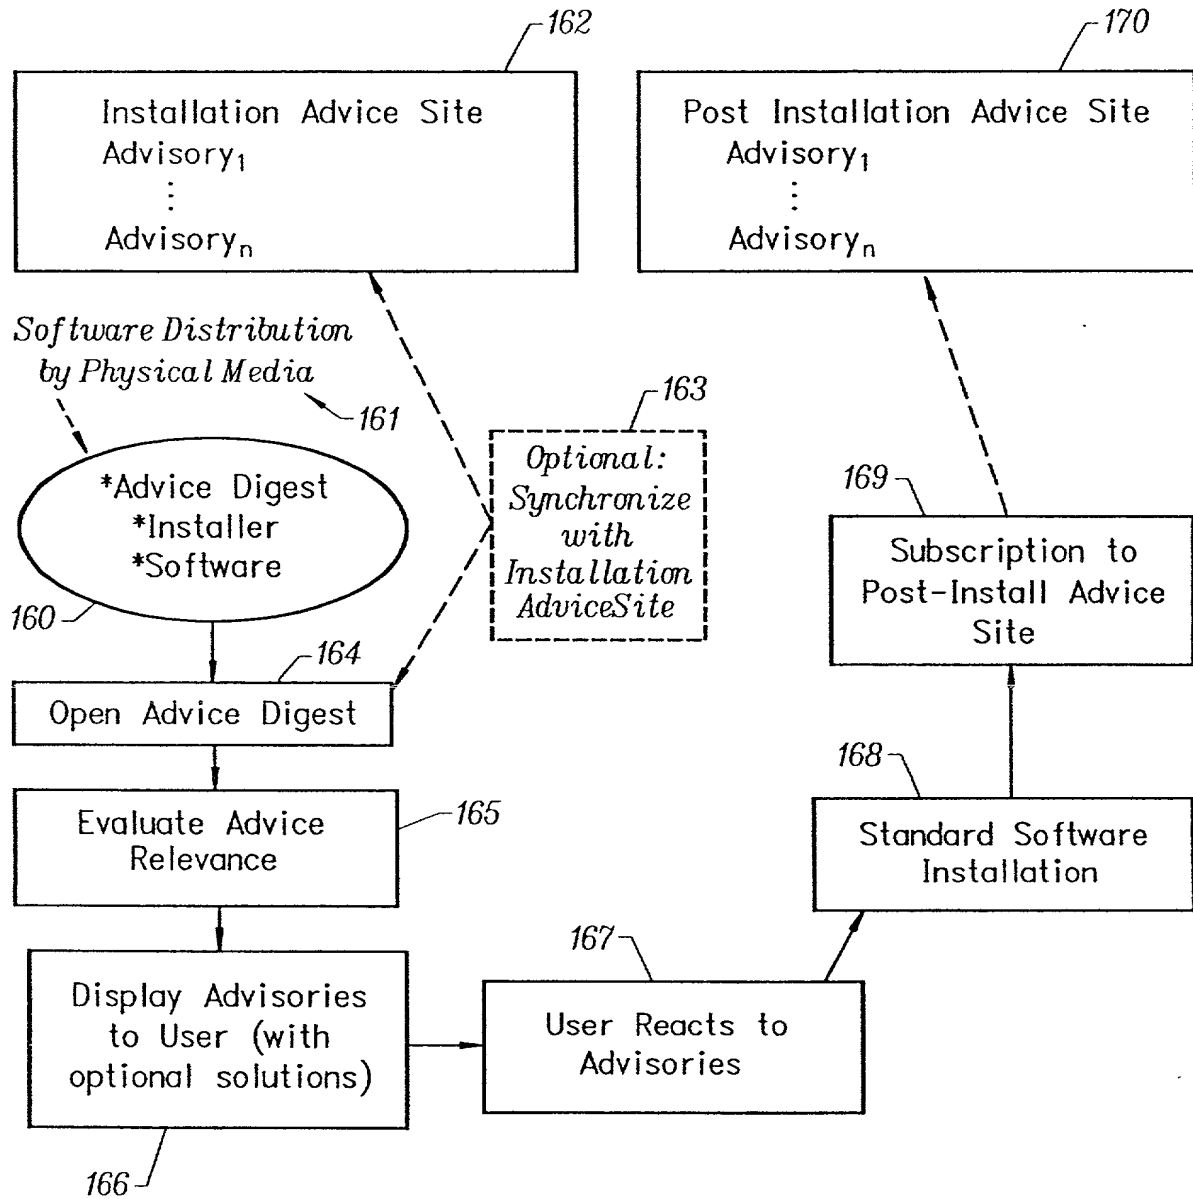 162
170
Installation Advice Site
Advisory₁
⋮
Advisoryₙ
Post Installation Advice Site
Advisory₁
⋮
Advisoryₙ
Software Distribution
by Physical Media
161
*Advice Digest
*Installer
*Software
160
163
Optional:
Synchronize
with
Installation
AdviceSite
164
Open Advice Digest
Evaluate Advice
Relevance
165
Display Advisories
to User (with
optional solutions)
166
167
User Reacts to
Advisories
168
Standard Software
Installation
169
Subscription to
Post-Install Advice
Site